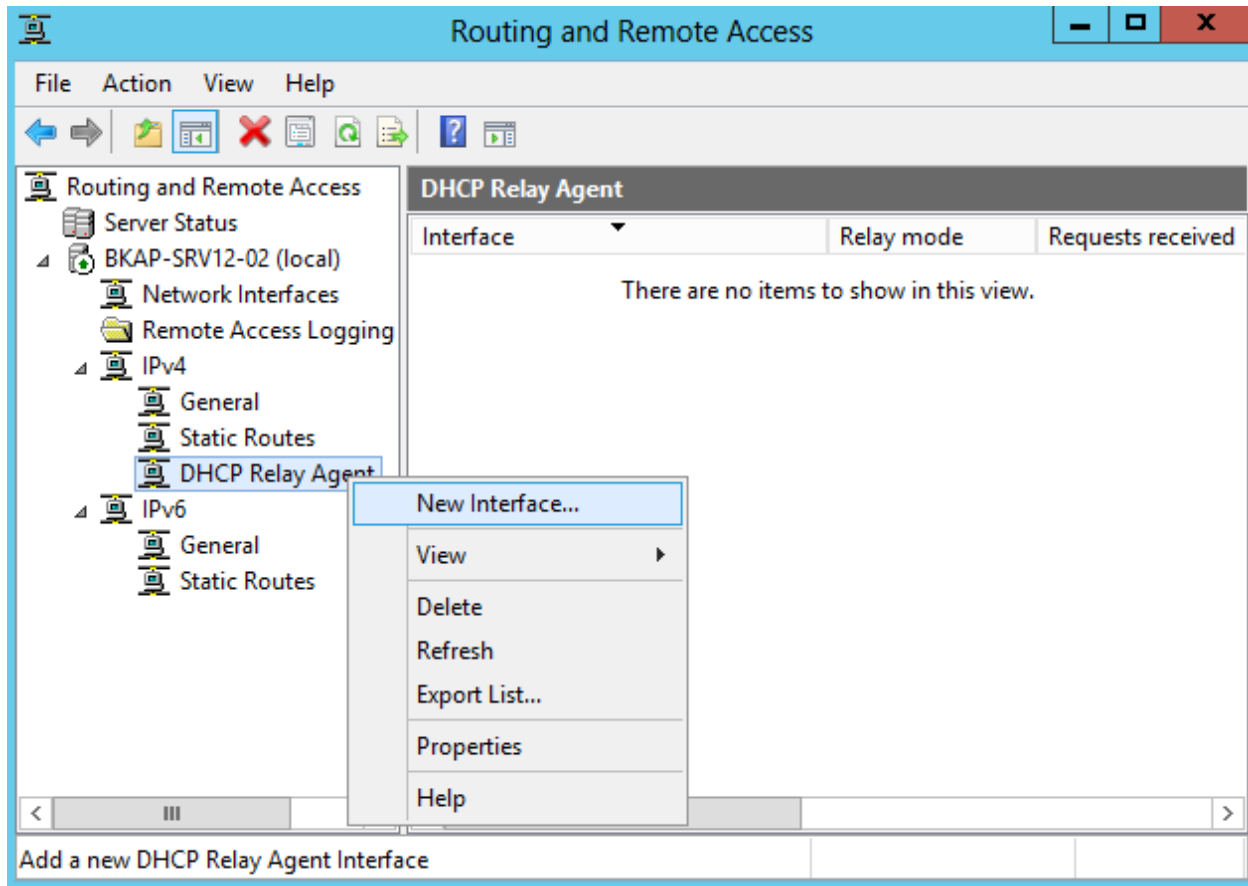 Routing and Remote Access
File Action View Help
Routing and Remote Access
Server Status
BKAP-SRV12-02 (local)
Network Interfaces
Remote Access Logging
IPv4
General
Static Routes
DHCP Relay Agent
IPv6
General
Static Routes
DHCP Relay Agent
Interface Relay mode Requests received
There are no items to show in this view.
New Interface...
View
Delete
Refresh
Export List...
Properties
Help
Add a new DHCP Relay Agent Interface